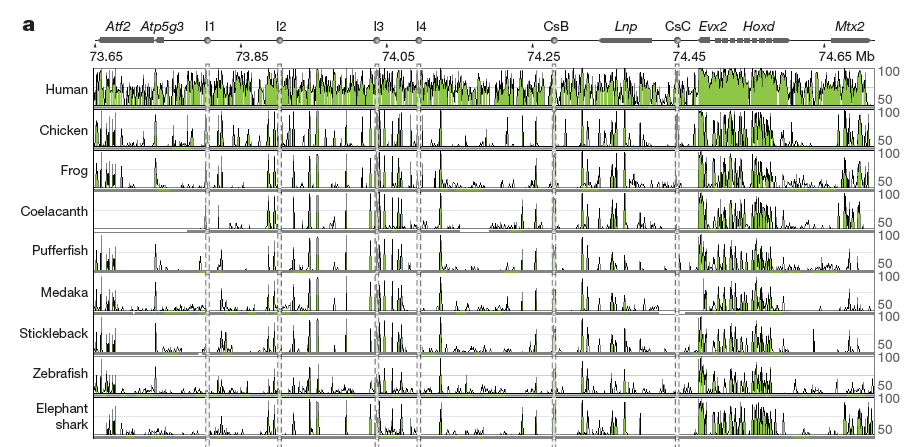 a
Atf2 Atp5g3 I1 I2 I3 I4 CsB Lnp CsC Evx2 Hoxd Mtx2
73.65 73.85 74.05 74.25 74.45 74.65 Mb
Human 100
50
Chicken 100
50
Frog 100
50
Coelacanth 100
50
Pufferfish 100
50
Medaka 100
50
Stickleback 100
50
Zebrafish 100
50
Elephant 100
shark 50